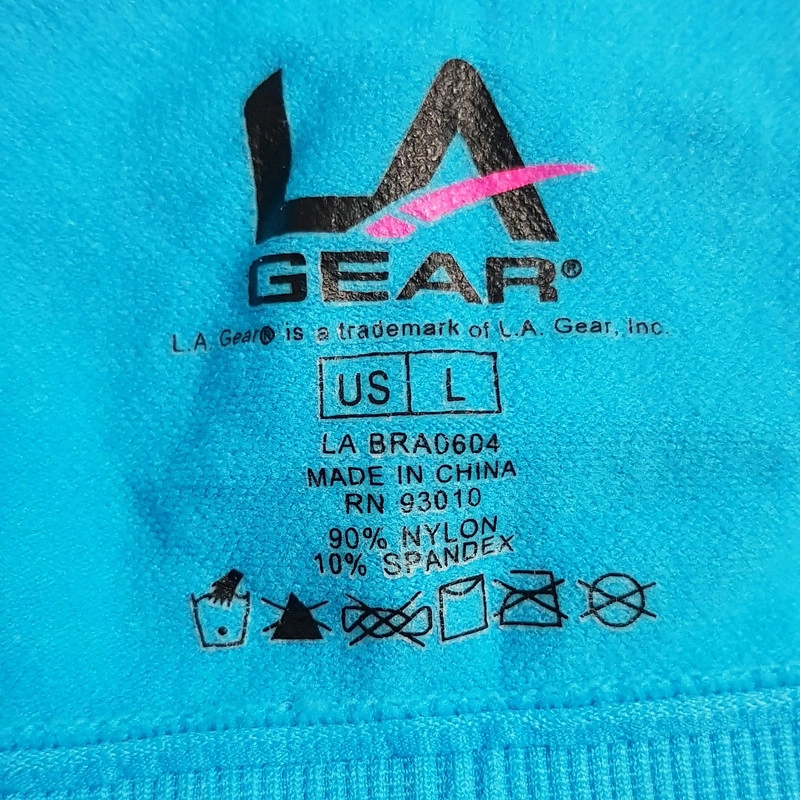 LA
GEAR®
L.A. Gear® is a trademark of L.A. Gear, Inc.
US L
LA BRA0604
MADE IN CHINA
RN 93010
90% NYLON
10% SPANDEX